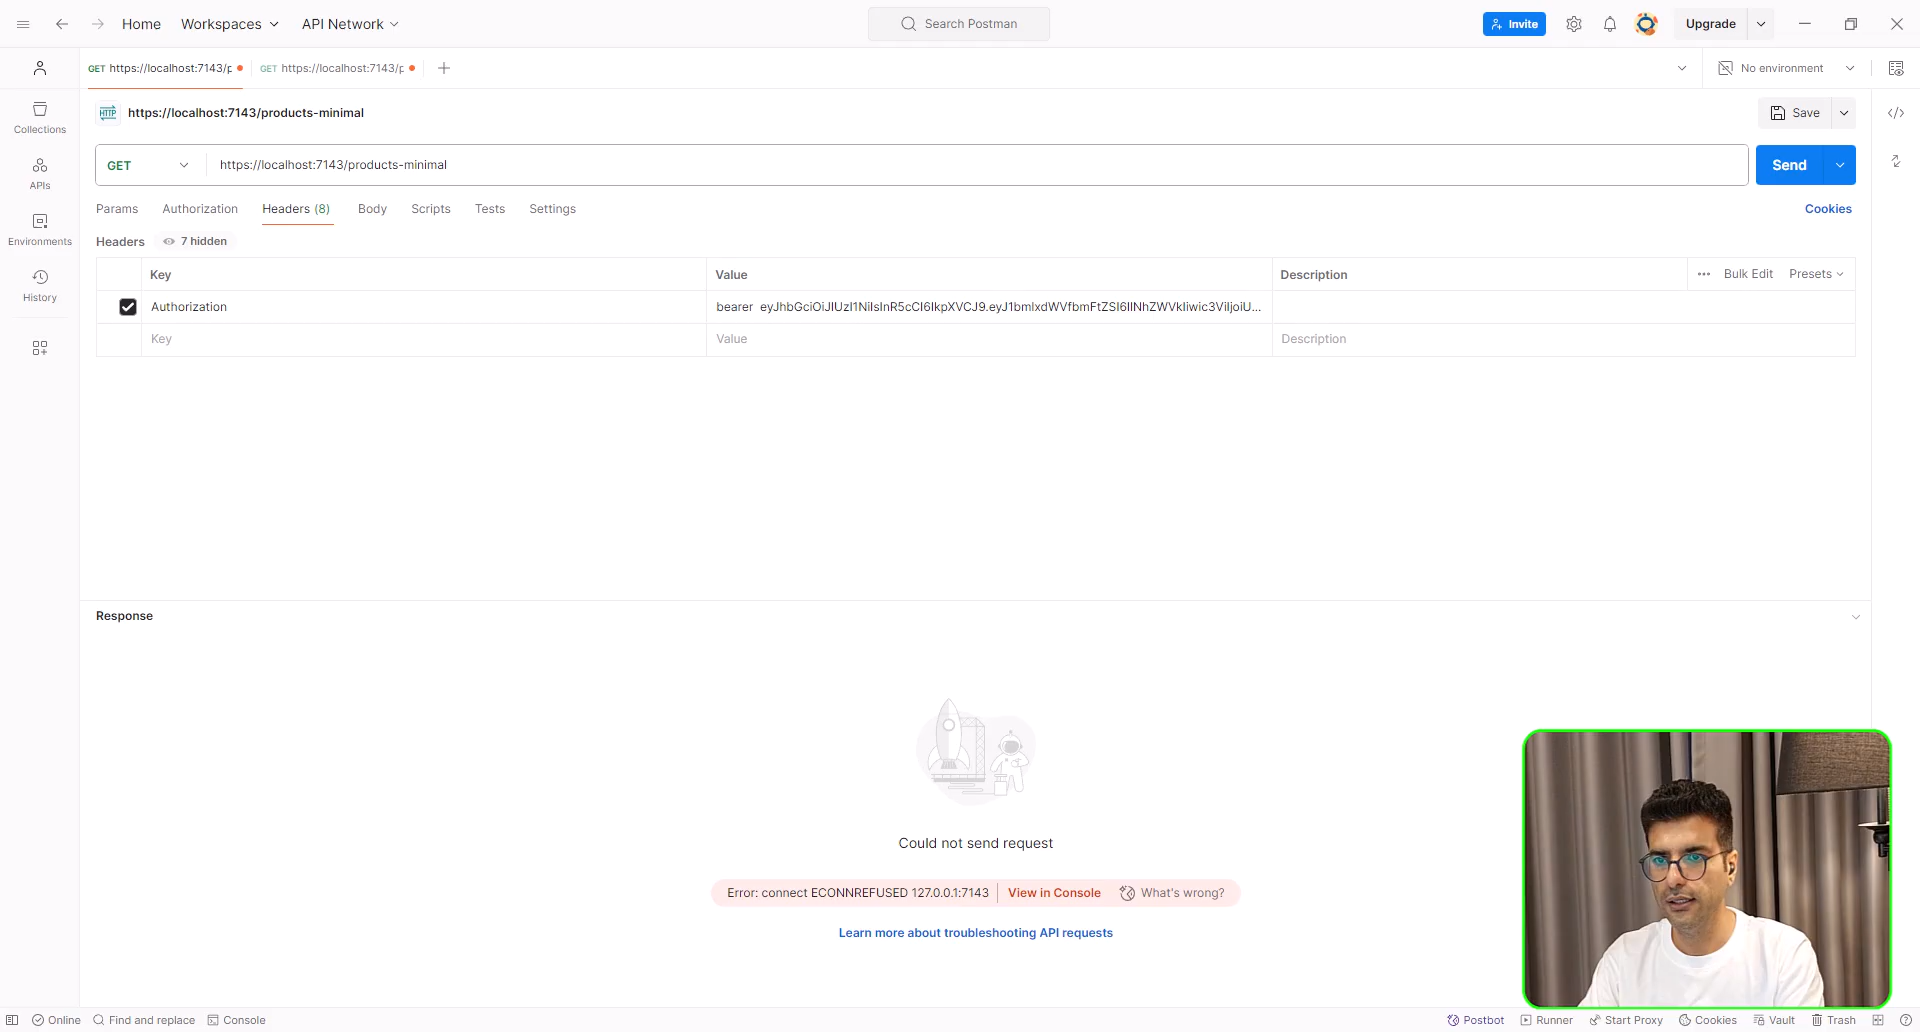 Home
Workspaces
API Network
Search Postman
Invite
Upgrade
GET https://localhost:7143/p
GET https://localhost:7143/p
No environment
HTTP https://localhost:7143/products-minimal
Save
Collections
APIs
Environments
History
GET
https://localhost:7143/products-minimal
Send
Params
Authorization
Headers (8)
Body
Scripts
Tests
Settings
Cookies
Headers
7 hidden
Key
Value
Description
Bulk Edit
Presets
Authorization
bearer
Key
Value
Description
Response
Could not send request
Error: connect ECONNREFUSED 127.0.0.1:7143
View in Console
What's wrong?
Learn more about troubleshooting API requests
Online
Find and replace
Console
Postbot
Runner
Start Proxy
Cookies
Vault
Trash